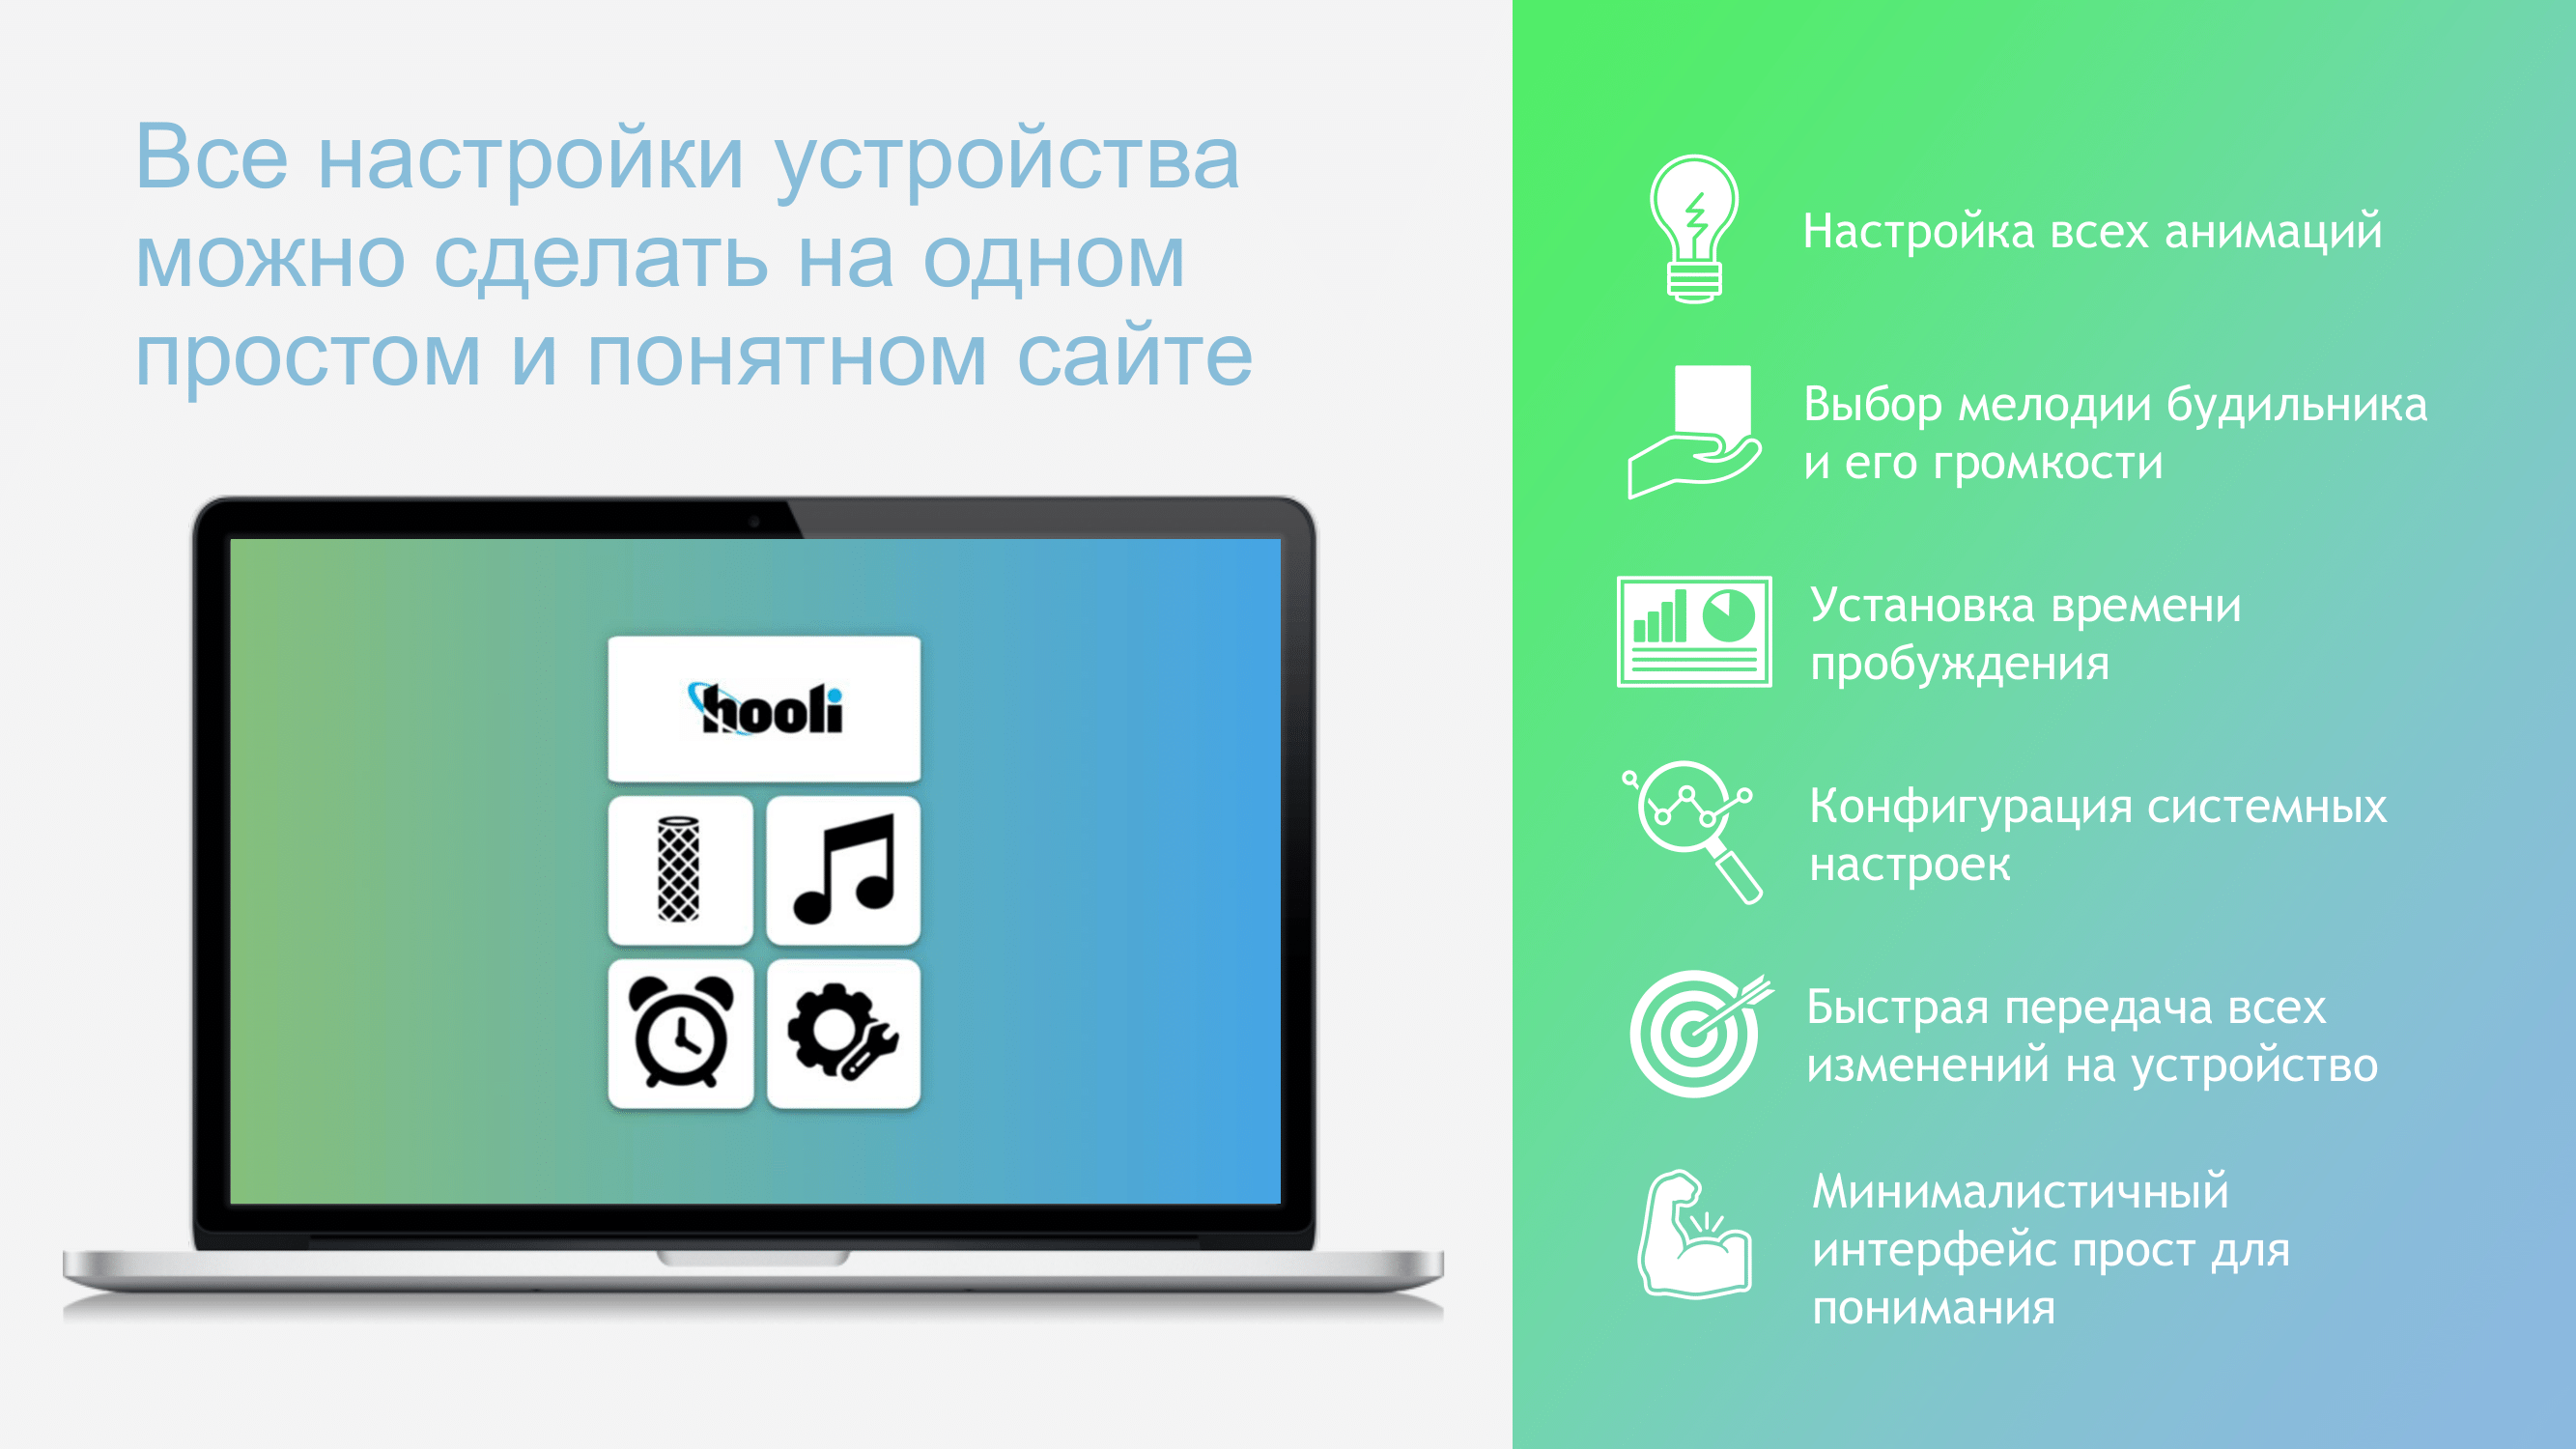 Все настройки устройства
можно сделать на одном
простом и понятном сайте
hooli
Настройка всех анимаций
Выбор мелодии будильника
и его громкости
Установка времени
пробуждения
Конфигурация системных
настроек
Быстрая передача всех
изменений на устройство
Минималистичный
интерфейс прост для
понимания